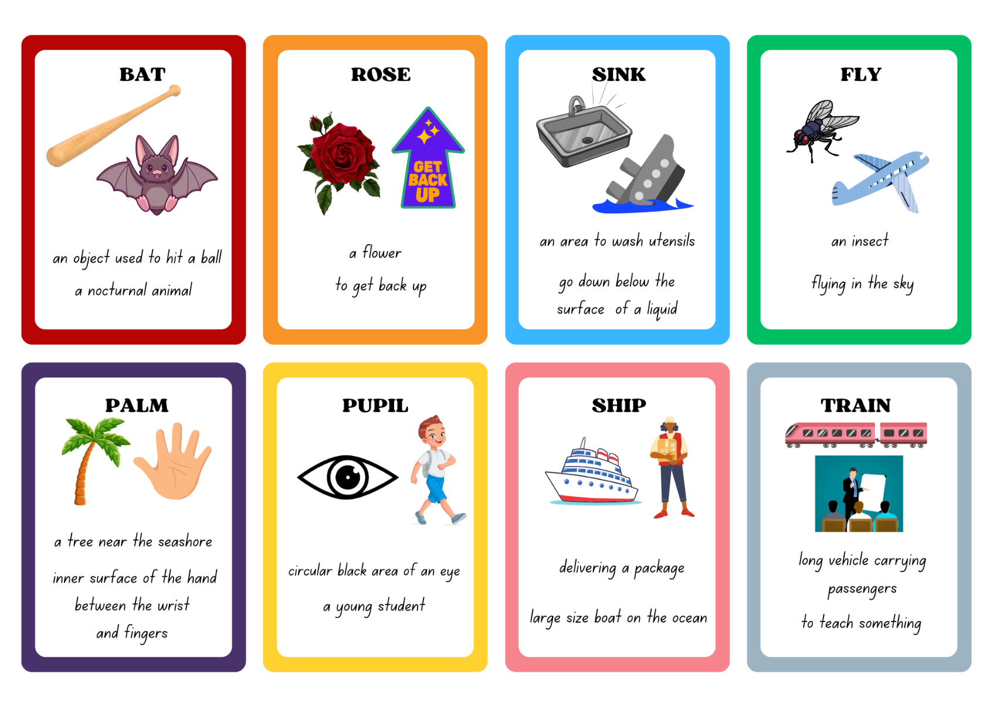 BAT
an object used to hit a ball
a nocturnal animal
ROSE
GET
BACK
UP
a flower
to get back up
SINK
an area to wash utensils
go down below the
surface of a liquid
FLY
an insect
flying in the sky
PALM
a tree near the seashore
inner surface of the hand
between the wrist
and fingers
PUPIL
circular black area of an eye
a young student
SHIP
delivering a package
large size boat on the ocean
TRAIN
long vehicle carrying
passengers
to teach something